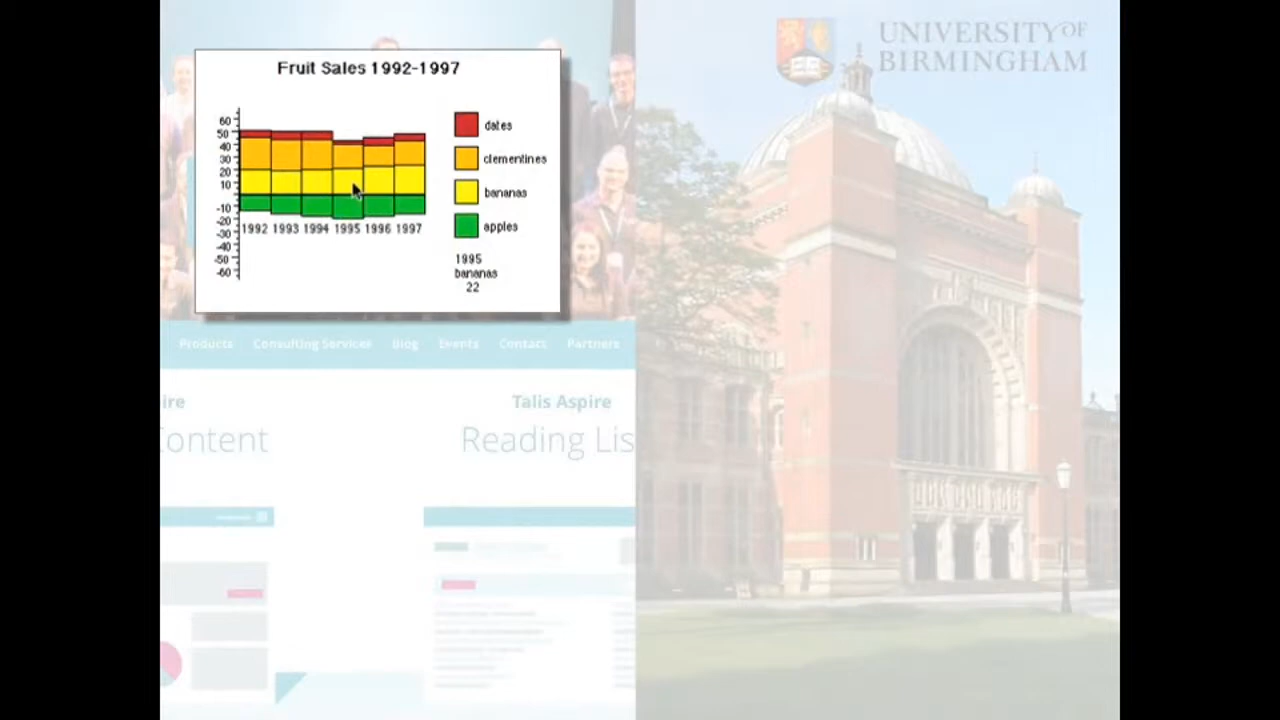 UNIVERSITY OF
BIRMINGHAM
Fruit Sales 1992-1997
60
50
40
30
20
10
-10
-20
-30
-40
-50
-60
1992 1993 1994 1995 1996 1997
dates
clementines
bananas
apples
1995
bananas
22
Products Consulting Services Blog Events Contact Partners
ire
Talis Aspire
Content
Reading Lis